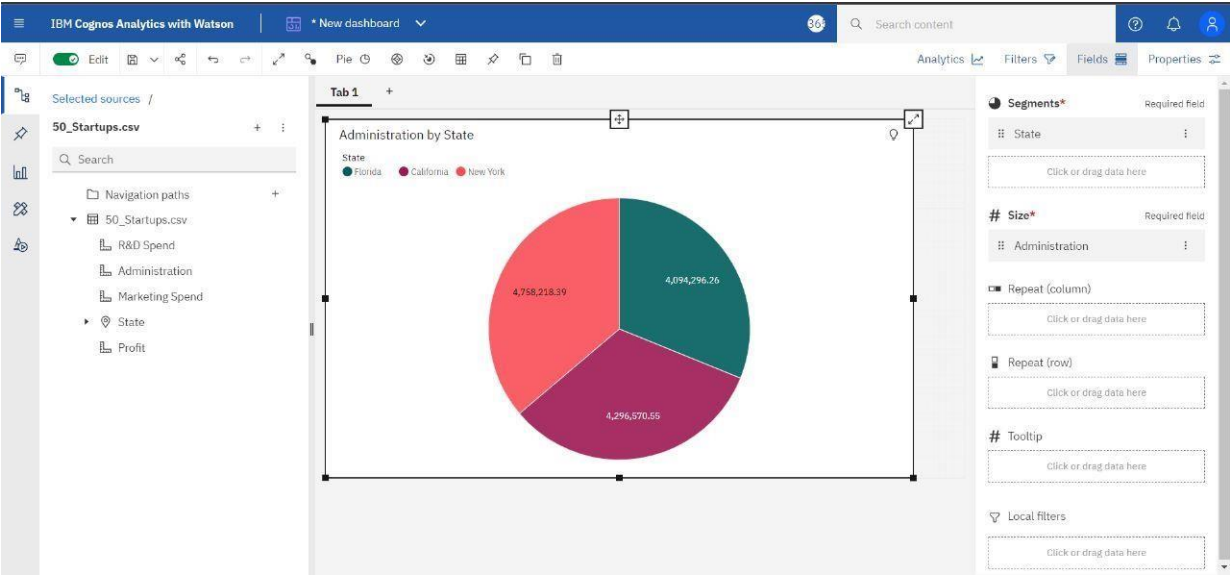 IBM Cognos Analytics with Watson
* New dashboard
Search content
Edit
Pie
Analytics
Filters
Fields
Properties
Selected sources /
50_Startups.csv
Search
Navigation paths
50_Startups.csv
R&D Spend
Administration
Marketing Spend
State
Profit
Tab 1
Administration by State
State
Florida California New York
4,094,296.26
4,758,218.39
4,296,570.55
Segments* Required field
State
Click or drag data here
Size* Required field
Administration
Repeat (column)
Click or drag data here
Repeat (row)
Click or drag data here
Tooltip
Click or drag data here
Local filters
Click or drag data here